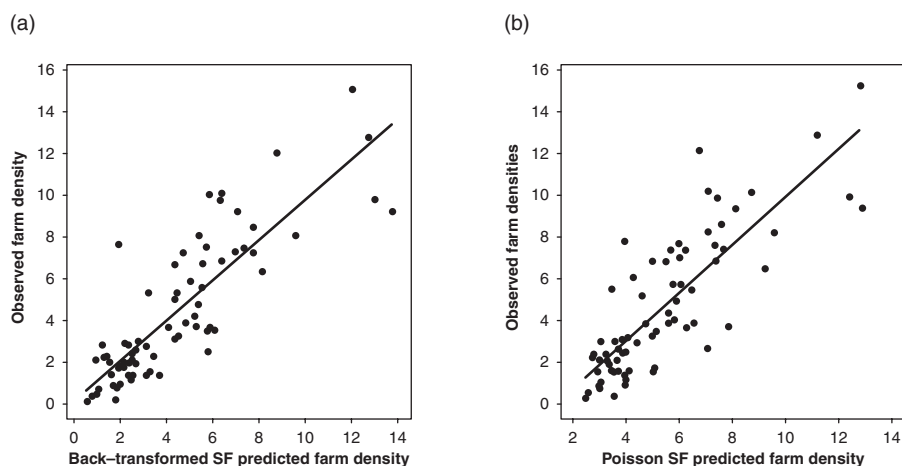 (a)
(b)
16
14
12
10
8
6
4
2
0
Observed farm density
0 2 4 6 8 10 12 14
Back–transformed SF predicted farm density
16
14
12
10
8
6
4
2
0
Observed farm densities
2 4 6 8 10 12 14
Poisson SF predicted farm density